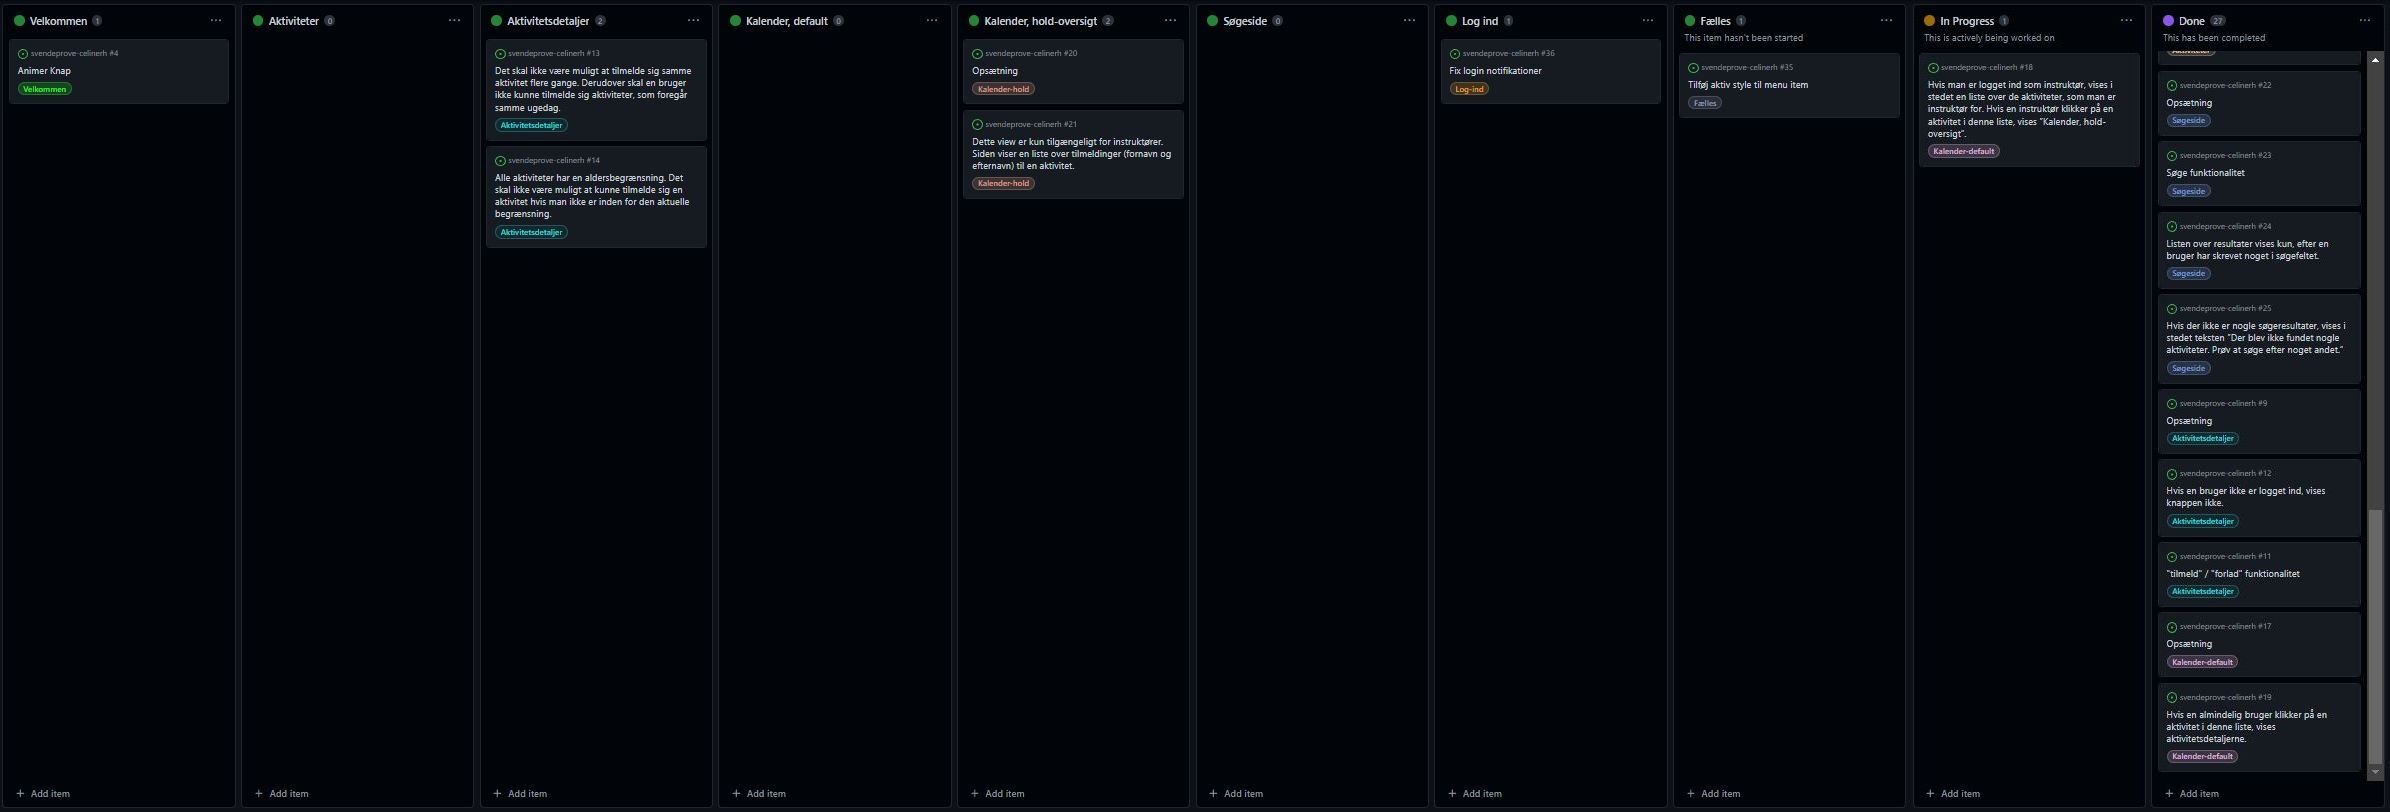 Velkommen 1
svendeprove-celinerh #4
Animer Knap
Velkommen
Add item
Aktiviteter 0
Add item
Aktivitetsdetaljer 2
svendeprove-celinerh #13
Det skal ikke være muligt at tilmelde sig samme
aktivitet flere gange. Derudover skal en bruger
ikke kunne tilmelde sig aktiviteter, som foregår
samme ugedag.
Aktivitetsdetaljer
svendeprove-celinerh #14
Alle aktiviteter har en aldersbegrænsning. Det
skal ikke være muligt at kunne tilmelde sig en
aktivitet hvis man ikke er inden for den aktuelle
begrænsning.
Aktivitetsdetaljer
Add item
Kalender, default 0
Add item
Kalender, hold-oversigt 2
svendeprove-celinerh #20
Opsætning
Kalender-hold
svendeprove-celinerh #21
Dette view er kun tilgængeligt for instruktører.
Siden viser en liste over tilmeldinger (fornavn og
efternavn) til en aktivitet.
Kalender-hold
Add item
Søgeside 0
Add item
Log ind 1
svendeprove-celinerh #36
Fix login notifikationer
Log-ind
Add item
Fælles 1
This item hasn't been started
svendeprove-celinerh #35
Tilføj aktiv style til menu item
Fælles
Add item
In Progress 1
This is actively being worked on
svendeprove-celinerh #18
Hvis man er logget ind som instruktør, vises i
stedet en liste over de aktiviteter, som man er
instruktør for. Hvis en instruktør klikker på en
aktivitet i denne liste, vises "Kalender, hold-
oversigt".
Kalender-default
Add item
Done 27
This has been completed
Aktiviteter
svendeprove-celinerh #22
Opsætning
Søgeside
svendeprove-celinerh #23
Søge funktionalitet
Søgeside
svendeprove-celinerh #24
Listen over resultater vises kun, efter en
bruger har skrevet noget i søgefeltet.
Søgeside
svendeprove-celinerh #25
Hvis der ikke er nogle søgeresultater, vises i
stedet teksten "Der blev ikke fundet nogle
aktiviteter. Prøv at søge efter noget andet."
Søgeside
svendeprove-celinerh #9
Opsætning
Aktivitetsdetaljer
svendeprove-celinerh #12
Hvis en bruger ikke er logget ind, vises
knappen ikke.
Aktivitetsdetaljer
svendeprove-celinerh #11
"tilmeld" / "forlad" funktionalitet
Aktivitetsdetaljer
svendeprove-celinerh #17
Opsætning
Kalender-default
svendeprove-celinerh #19
Hvis en almindelig bruger klikker på en
aktivitet i denne liste, vises
aktivitetsdetaljerne.
Kalender-default
Add item